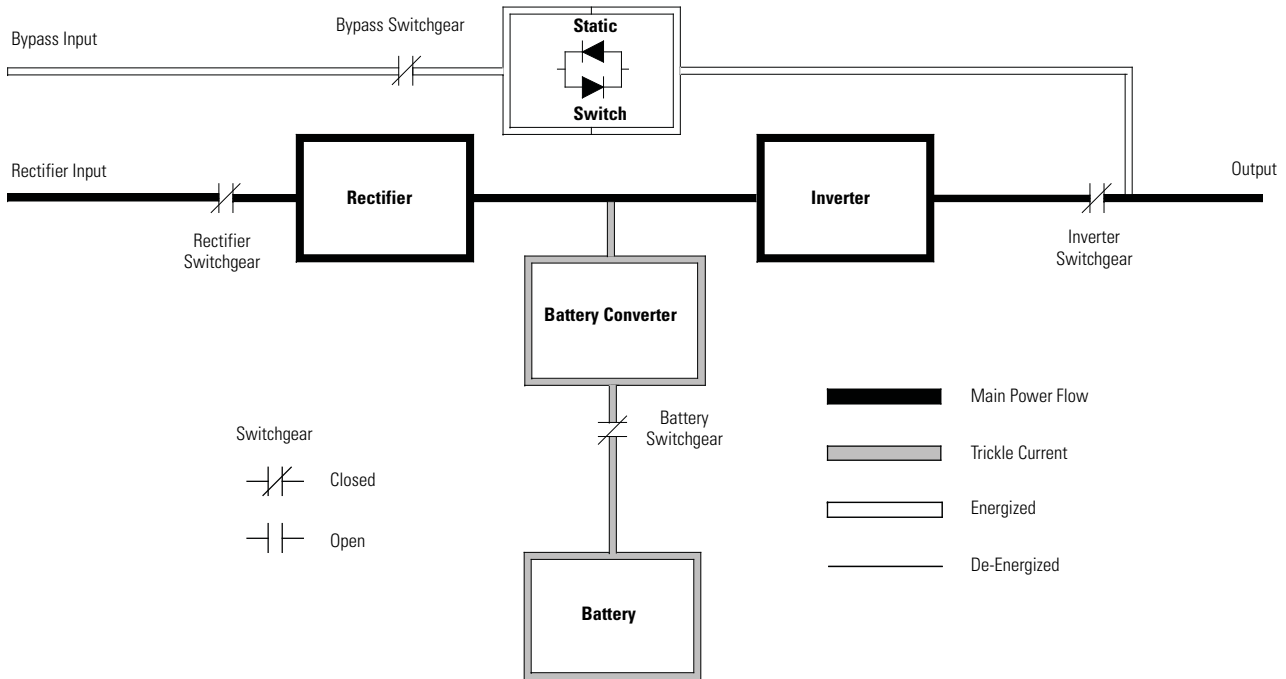 Bypass Input
Bypass Switchgear
Static
Switch
Rectifier Input
Rectifier
Inverter
Output
Rectifier
Switchgear
Inverter
Switchgear
Battery Converter
Main Power Flow
Battery
Switchgear
Switchgear
Trickle Current
Closed
Energized
Open
De-Energized
Battery